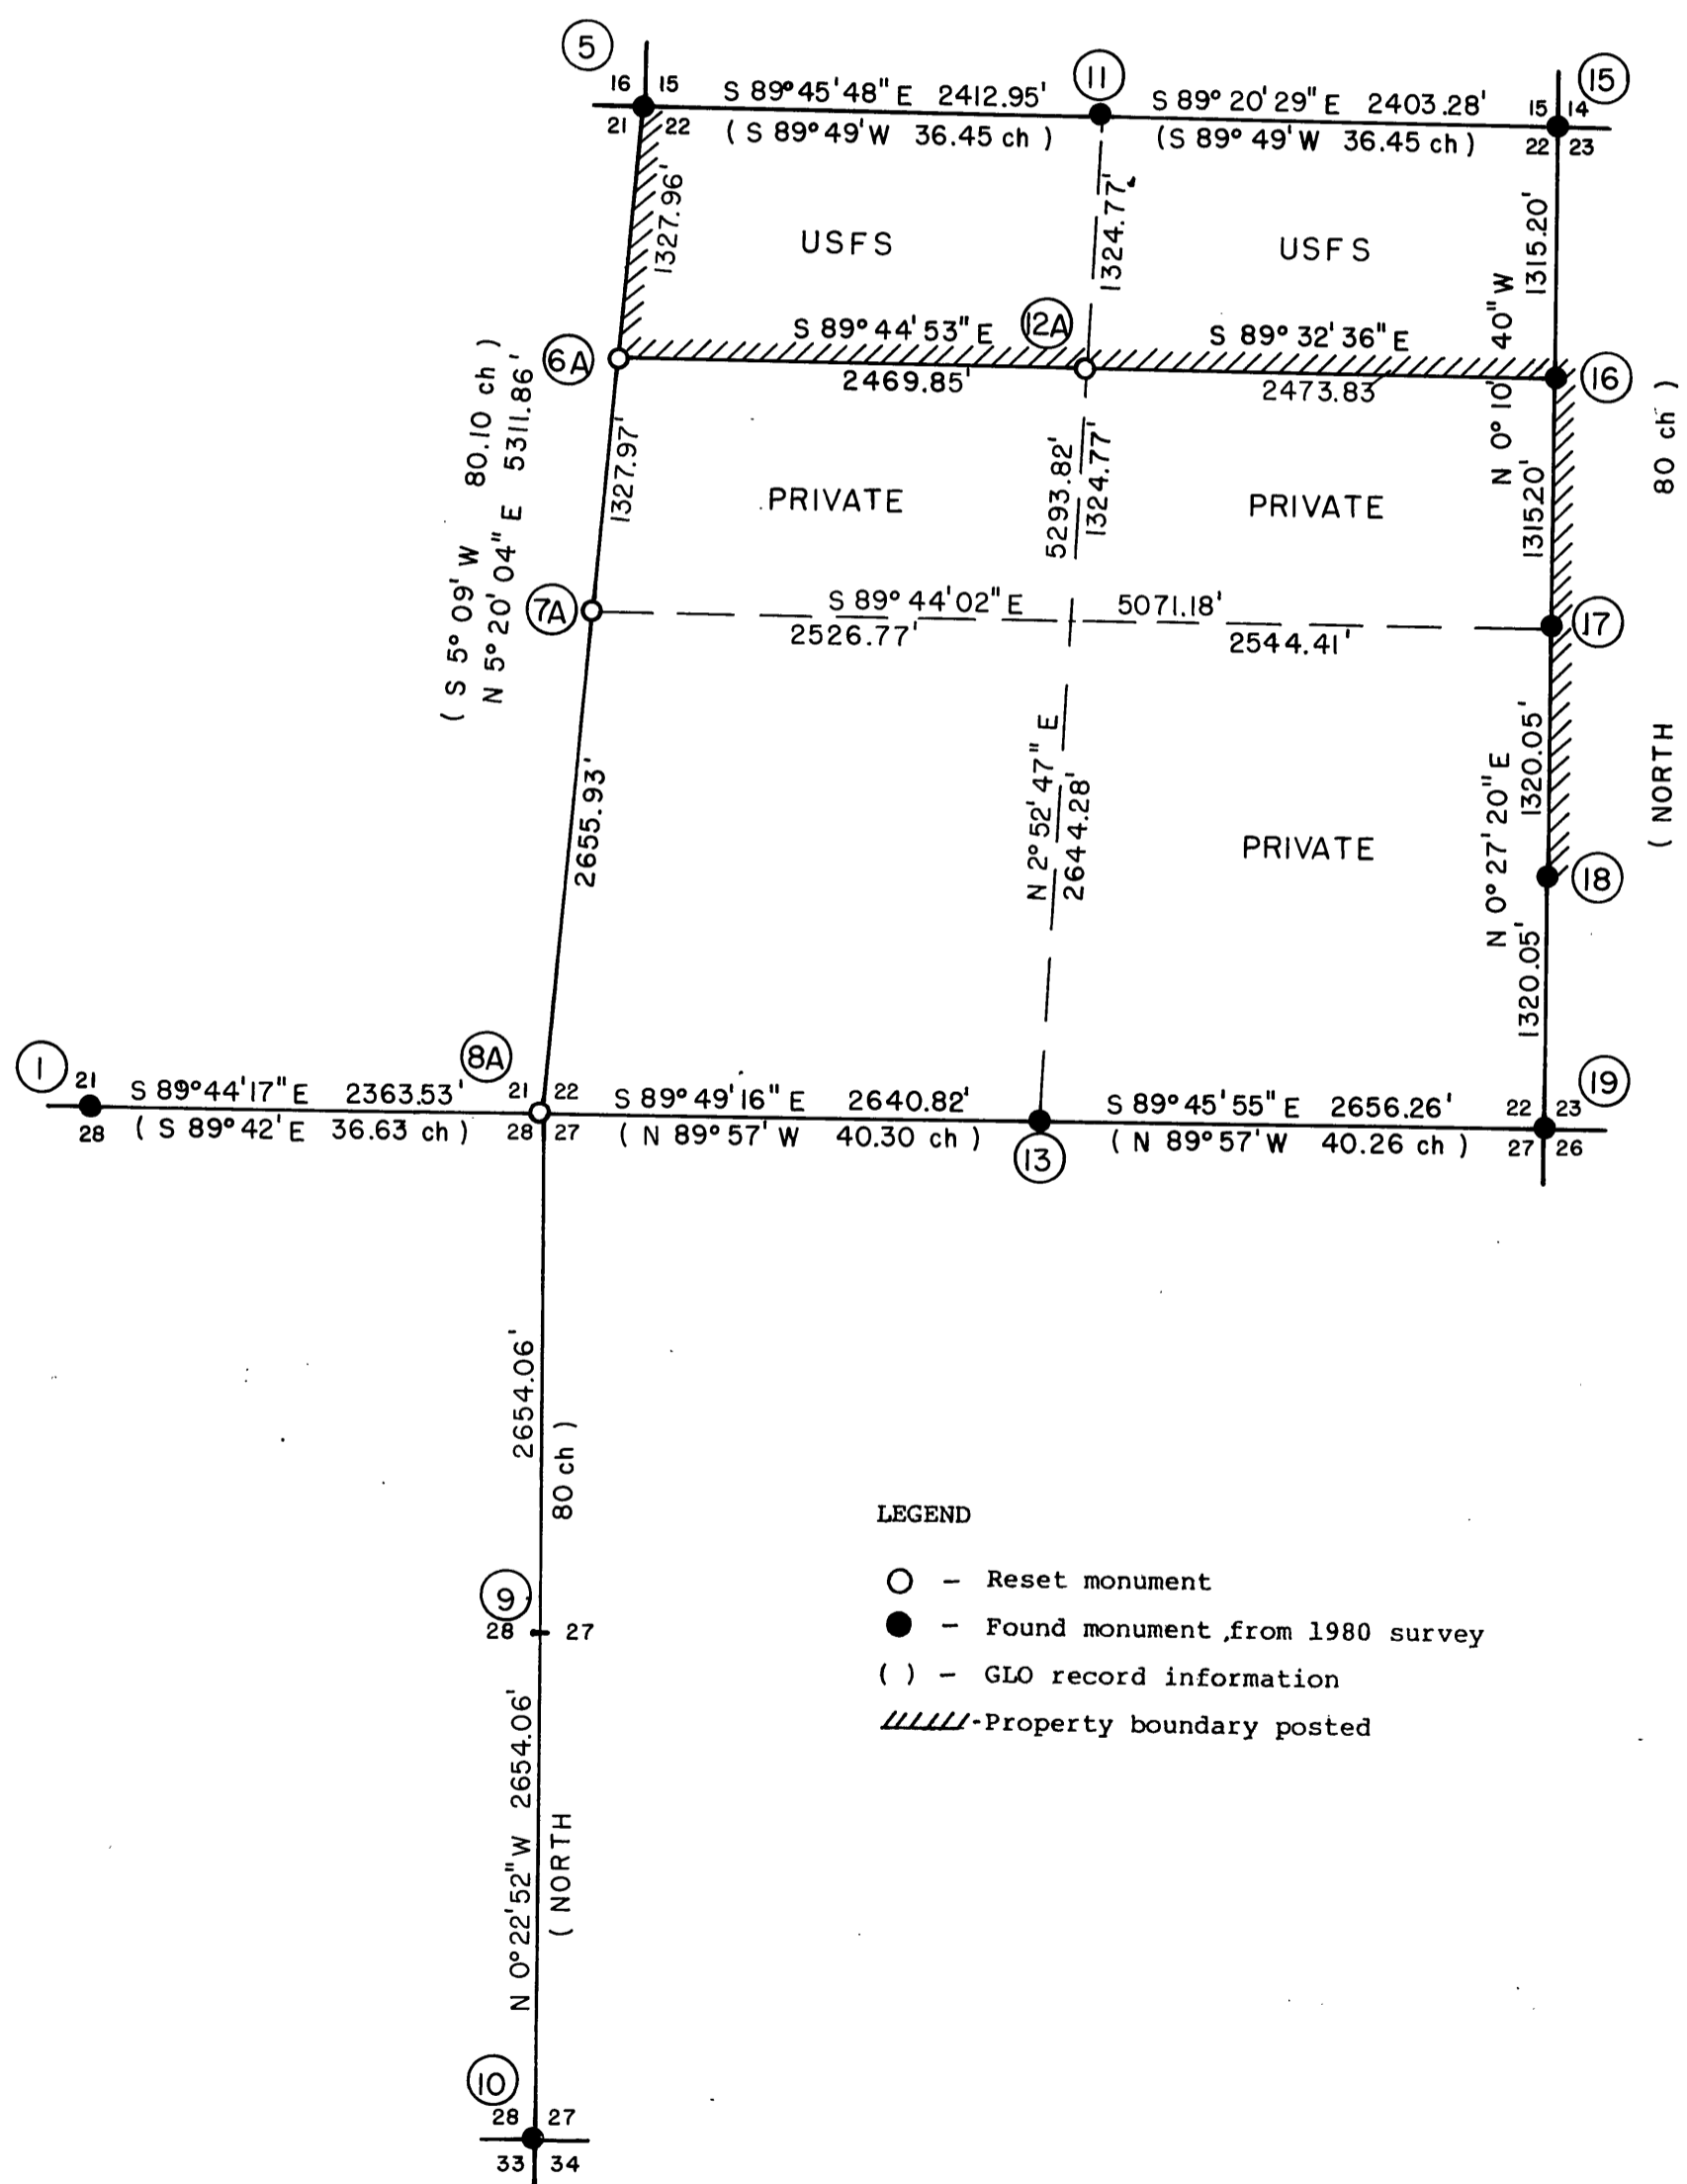 5
11
15
16 15
S 89° 45' 48" E 2412.95'
S 89° 20' 29" E 2403.28'
15 14
21 22
( S 89° 49' W 36.45 ch )
(S 89° 49' W 36.45 ch )
22 23
1327.96'
1324.77'
1315.20'
USFS
USFS
N 0° 10' 40" W
6A
S 89° 44' 53" E
12A
S 89° 32' 36" E
16
2469.85'
2473.83
( S 5° 09' W 80.10 ch )
N 5° 20' 04" E 5311.86'
1327.97'
5293.82'
1324.77'
131520'
( NORTH 80 ch )
PRIVATE
PRIVATE
7A
S 89° 44' 02" E 5071.18'
17
2526.77'
2544.41'
2655.93'
N 2° 52' 47" E
2644.28'
N 0° 27' 20" E
1320.05'
PRIVATE
18
1320.05'
1
8A
19
21
S 89° 44' 17" E 2363.53'
21 22
S 89° 49' 16" E 2640.82'
S 89° 45' 55" E 2656.26'
22 23
28
( S 89° 42' E 36.63 ch )
28 27
( N 89° 57' W 40.30 ch )
13
( N 89° 57' W 40.26 ch )
27 26
2654.06'
( NORTH 80 ch )
9
28 27
N 0° 22' 52" W 2654.06'
10
28 27
33 34
LEGEND
– Reset monument
– Found monument ,from 1980 survey
( ) – GLO record information
-Property boundary posted